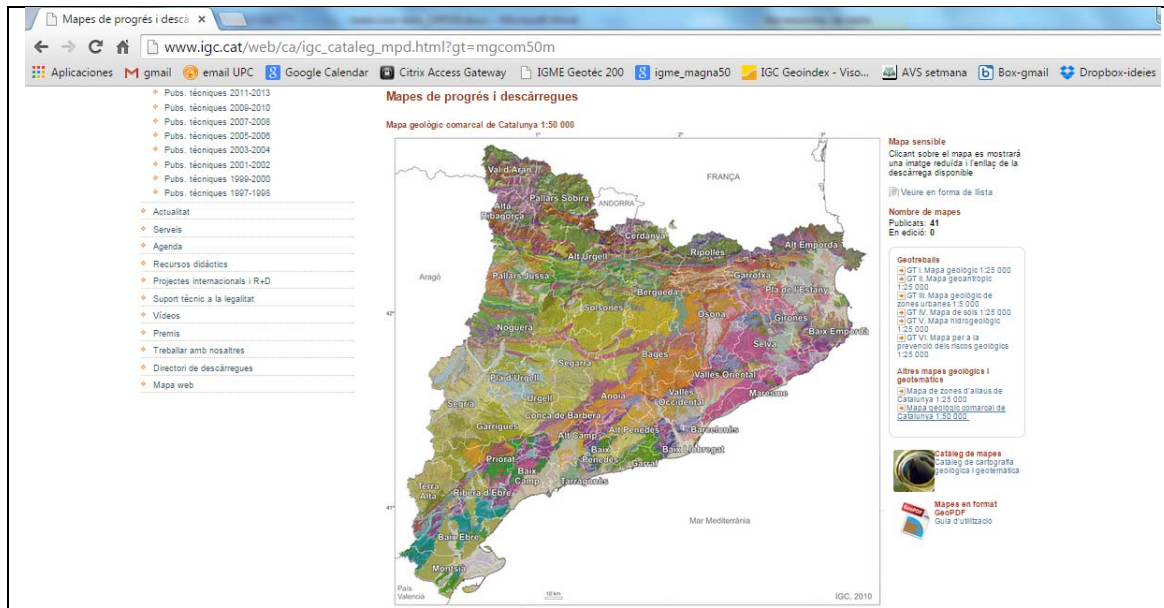 Mapes de progrés i descà
www.igc.cat/web/ca/igc_cataleg_mpd.html?gt=mgcom50m
Aplicaciones
gmail
email UPC
Google Calendar
Citrix Access Gateway
IGME Geotéc 200
igme_magna50
IGC Geoíndex - Viso...
AVS setmana
Box-gmail
Dropbox-ideies
Pubs. tècniques 2011-2013
Pubs. tècniques 2009-2010
Pubs. tècniques 2007-2008
Pubs. tècniques 2005-2006
Pubs. tècniques 2003-2004
Pubs. tècniques 2001-2002
Pubs. tècniques 1999-2000
Pubs. tècniques 1997-1998
Actualitat
Serveis
Agenda
Recursos didàctics
Projectes internacionals i R+D
Suport tècnic a la legalitat
Vídeos
Premis
Treballar amb nosaltres
Directori de descàrregues
Mapa web
Mapes de progrés i descàrregues
Mapa geològic comarcal de Catalunya 1:50 000
1°
2°
3°
Val d'Aran
FRANÇA
Pallars Sobirà
ANDORRA
Alta
Ribagorça
Cerdanya
Alt Urgell
Ripollès
Alt Empordà
Aragó
Pallars Jussà
Garrotxa
Berguedà
Pla de l'Estany
42°
Solsonès
Osona
Gironès
Noguera
Baix Empordà
Bages
Selva
Segarra
Pla d'Urgell
Vallès Oriental
Segrià
Urgell
Anoia
Vallès
Occidental
Maresme
Conca de Barberà
Garrigues
Alt Camp
Alt Penedès
Barcelonès
Baix
Penedès
Baix Llobregat
Garraf
Priorat
Baix
Camp
Tarragonès
Terra
Alta
Ribera d'Ebre
41°
Mar Mediterrània
Baix Ebre
Montsià
País
Valencià
10 km
IGC, 2010
Mapa sensible
Clicant sobre el mapa es mostrarà
una imatge reduïda i l'enllaç de la
descàrrega disponible
Veure en forma de llista
Nombre de mapes
Publicats: 41
En edició: 0
Geotreballs
GT I. Mapa geològic 1:25 000
GT II. Mapa geoantròpic
1:25 000
GT III. Mapa geològic de
zones urbanes 1:5 000
GT IV. Mapa de sòls 1:25 000
GT V. Mapa hidrogeològic
1:25 000
GT VI. Mapa per a la
prevenció dels riscos geològics
1:25 000
Altres mapes geològics i
geotemàtics
Mapa de zones d'allaus de
Catalunya 1:25 000
Mapa geològic comarcal de
Catalunya 1:50 000
Catàleg de mapes
Catàleg de cartografia
geològica i geotemàtica
GeoPDF
Mapes en format
GeoPDF
Guia d'utilització